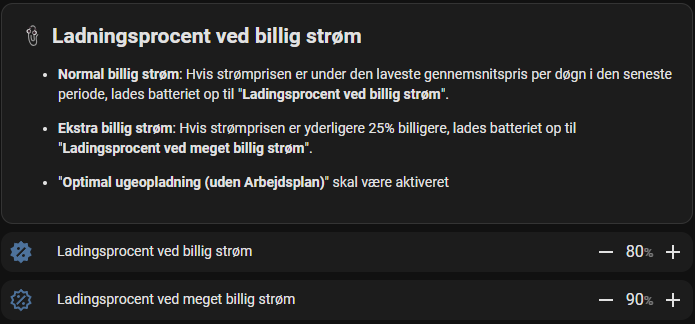 Ladningsprocent ved billig strøm
• Normal billig strøm: Hvis strømprisen er under den laveste gennemsnitspris per døgn i den seneste
periode, lades batteriet op til "Ladingsprocent ved billig strøm".
• Ekstra billig strøm: Hvis strømprisen er yderligere 25% billigere, lades batteriet op til
"Ladingsprocent ved meget billig strøm".
• "Optimal ugeopladning (uden Arbejdsplan)" skal være aktiveret
Ladingsprocent ved billig strøm — 80% +
Ladingsprocent ved meget billig strøm — 90% +